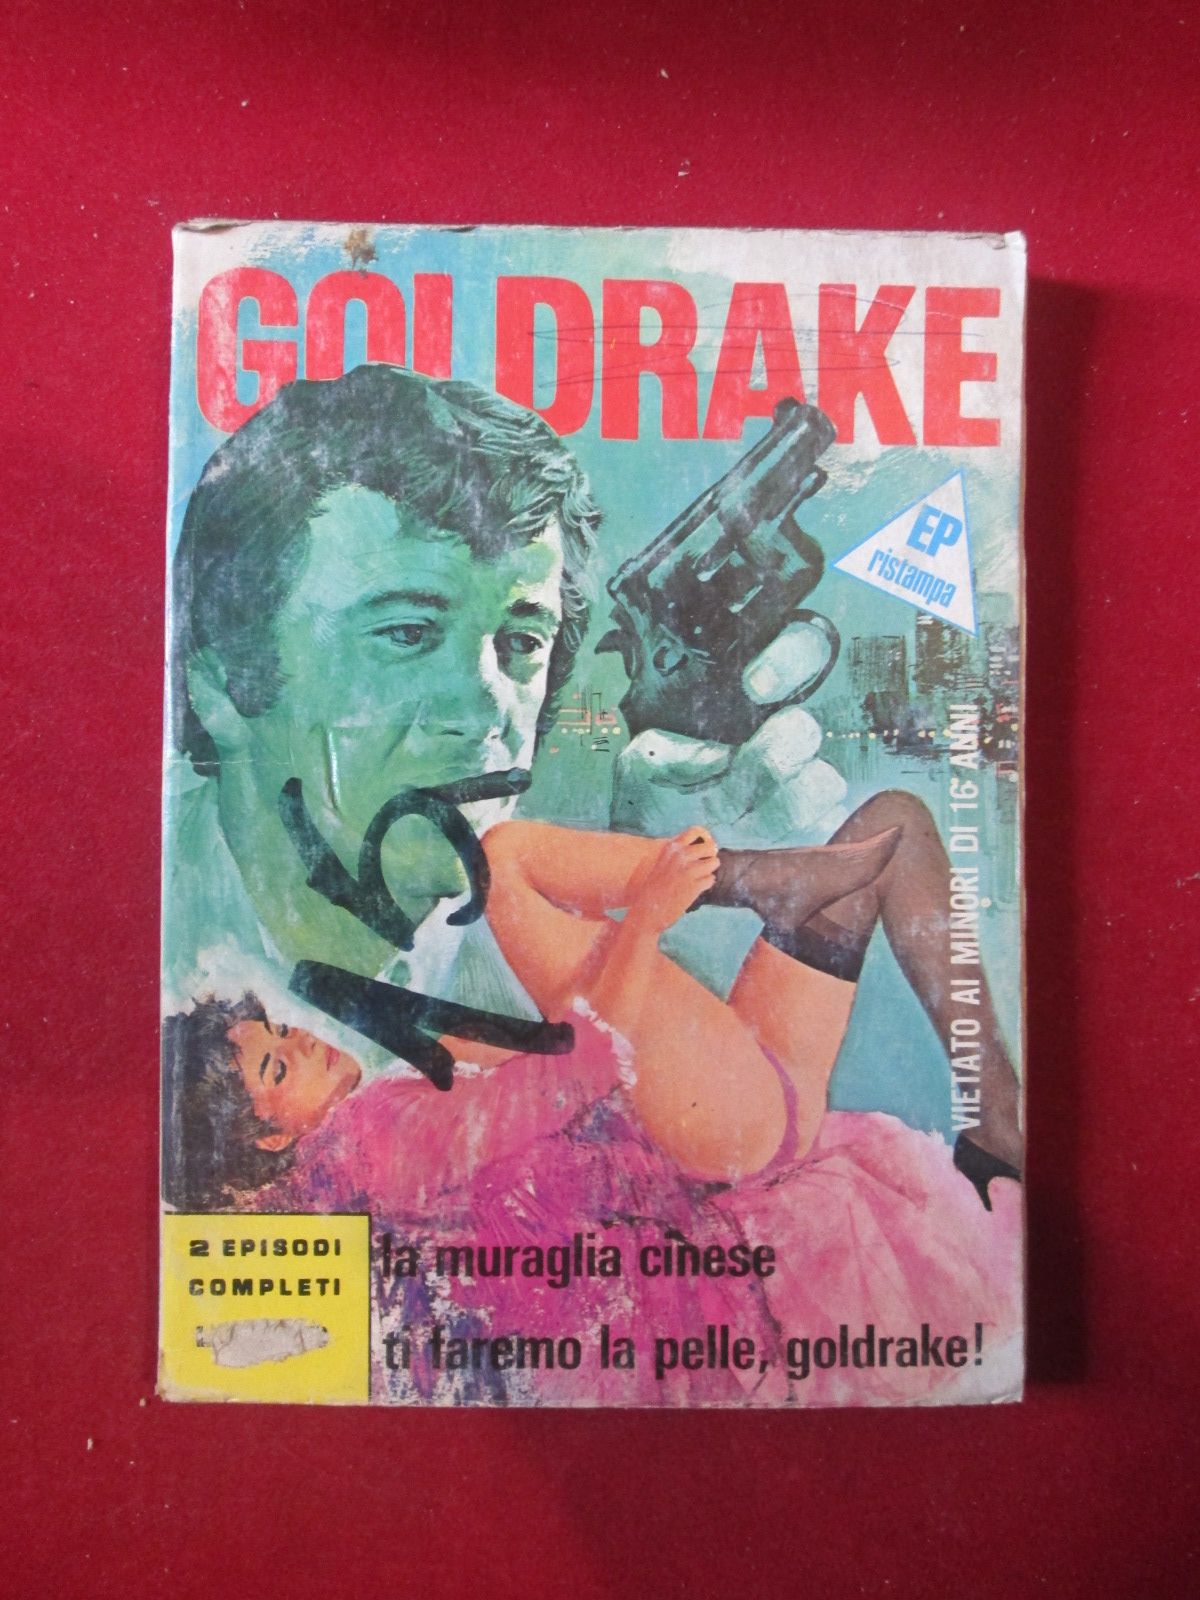 GOLDRAKE
EP
ristampa
VIETATO AI MINORI DI 16 ANNI
2 EPISODI
COMPLETI
la muraglia cinese
ti faremo la pelle, goldrake!